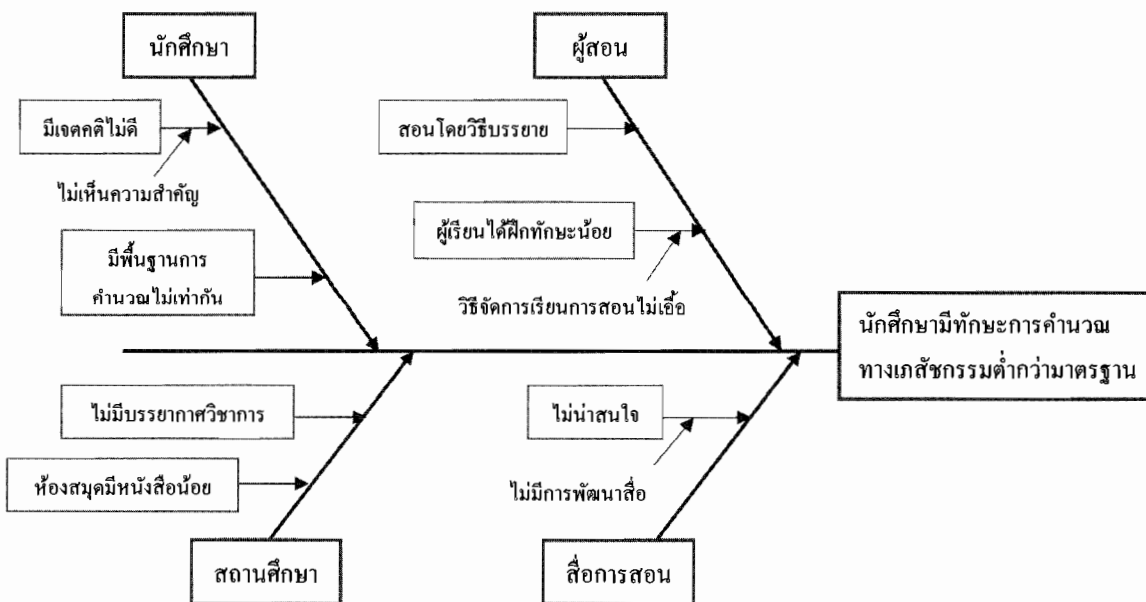 นักศึกษา
ผู้สอน
มีเจตคติไม่ดี
สอนโดยวิธีบรรยาย
ไม่เห็นความสำคัญ
ผู้เรียนได้ฝึกทักษะน้อย
มีพื้นฐานการ
คำนวณไม่เท่ากัน
วิธีจัดการเรียนการสอนไม่เอื้อ
นักศึกษามีทักษะการคำนวณ
ทางเภสัชกรรมต่ำกว่ามาตรฐาน
ไม่มีบรรยากาศวิชาการ
ไม่น่าสนใจ
ห้องสมุดมีหนังสือน้อย
ไม่มีการพัฒนาสื่อ
สถานศึกษา
สื่อการสอน